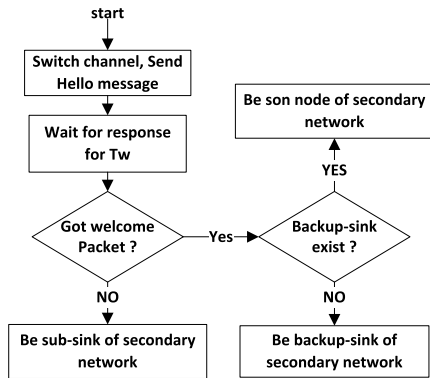 start
Switch channel, Send
Hello message
Wait for response
for Tw
Got welcome
Packet ?
NO
Be sub-sink of secondary
network
Yes
Be son node of secondary
network
YES
Backup-sink
exist ?
NO
Be backup-sink of
secondary network